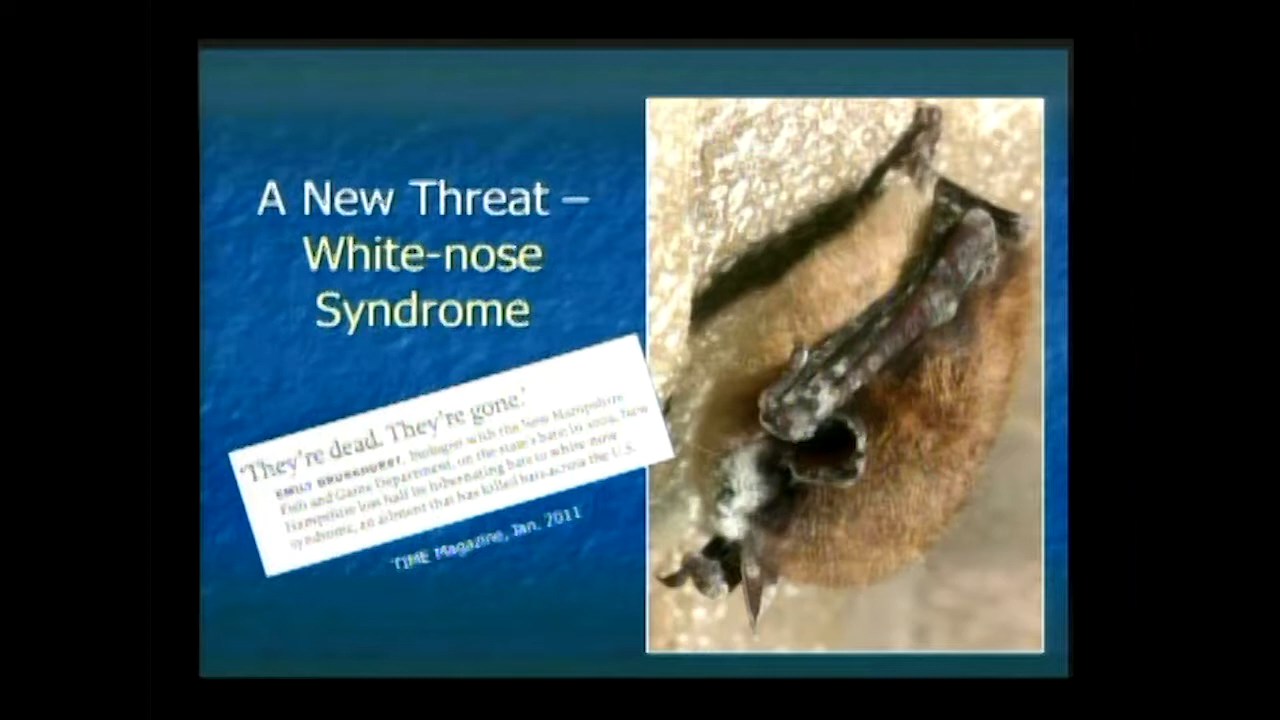 A New Threat –
White-nose
Syndrome
'They're dead. They're gone.'
EMILY BRUNKHURST, biologist with the New Hampshire
Fish and Game Department, on the state's bats; in 2010, New
Hampshire lost half its hibernating bats to white-nose
syndrome, an ailment that has killed bats across the U.S.
TIME Magazine, Jan. 2011